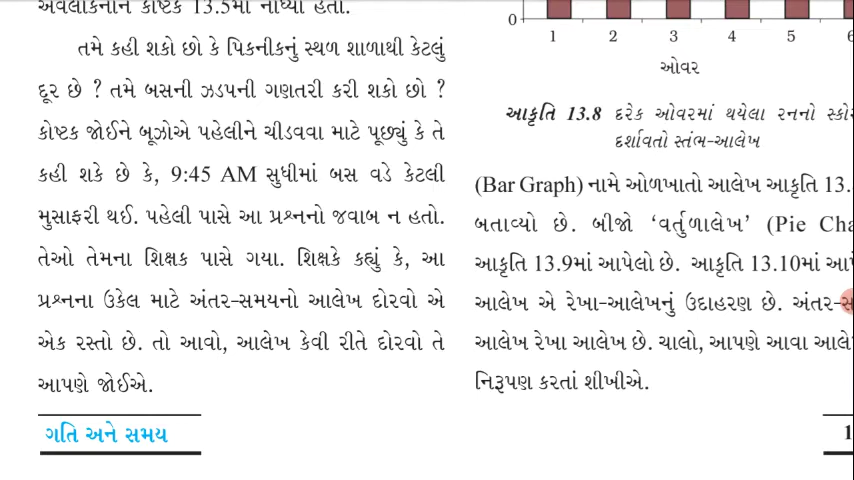 અવલોકનોને કોષ્ટક 13.5માં નોંધ્યા હતા.
તમે કહી શકો છો કે પિકનીકનું સ્થળ શાળાથી કેટલું
દૂર છે ? તમે બસની ઝડપની ગણતરી કરી શકો છો ?
કોષ્ટક જોઈને બૂઝોએ પહેલીને ચીડવવા માટે પૂછ્યું કે તે
કહી શકે છે કે, 9:45 AM સુધીમાં બસ વડે કેટલી
મુસાફરી થઈ. પહેલી પાસે આ પ્રશ્નનો જવાબ ન હતો.
તેઓ તેમના શિક્ષક પાસે ગયા. શિક્ષકે કહ્યું કે, આ
પ્રશ્નના ઉકેલ માટે અંતર-સમયનો આલેખ દોરવો એ
એક રસ્તો છે. તો આવો, આલેખ કેવી રીતે દોરવો તે
આપણે જોઈએ.
ગતિ અને સમય
0
1 2 3 4 5 6
ઓવર
આકૃતિ 13.8 દરેક ઓવરમાં થયેલા રનનો સ્કોર
દર્શાવતો સ્તંભ-આલેખ
(Bar Graph) નામે ઓળખાતો આલેખ આકૃતિ 13.
બતાવ્યો છે. બીજો ‘વર્તુળાલેખ’ (Pie Cha
આકૃતિ 13.9માં આપેલો છે. આકૃતિ 13.10માં આપે
આલેખ એ રેખા-આલેખનું ઉદાહરણ છે. અંતર-સ
આલેખ રેખા આલેખ છે. ચાલો, આપણે આવા આલે
નિરૂપણ કરતાં શીખીએ.
1